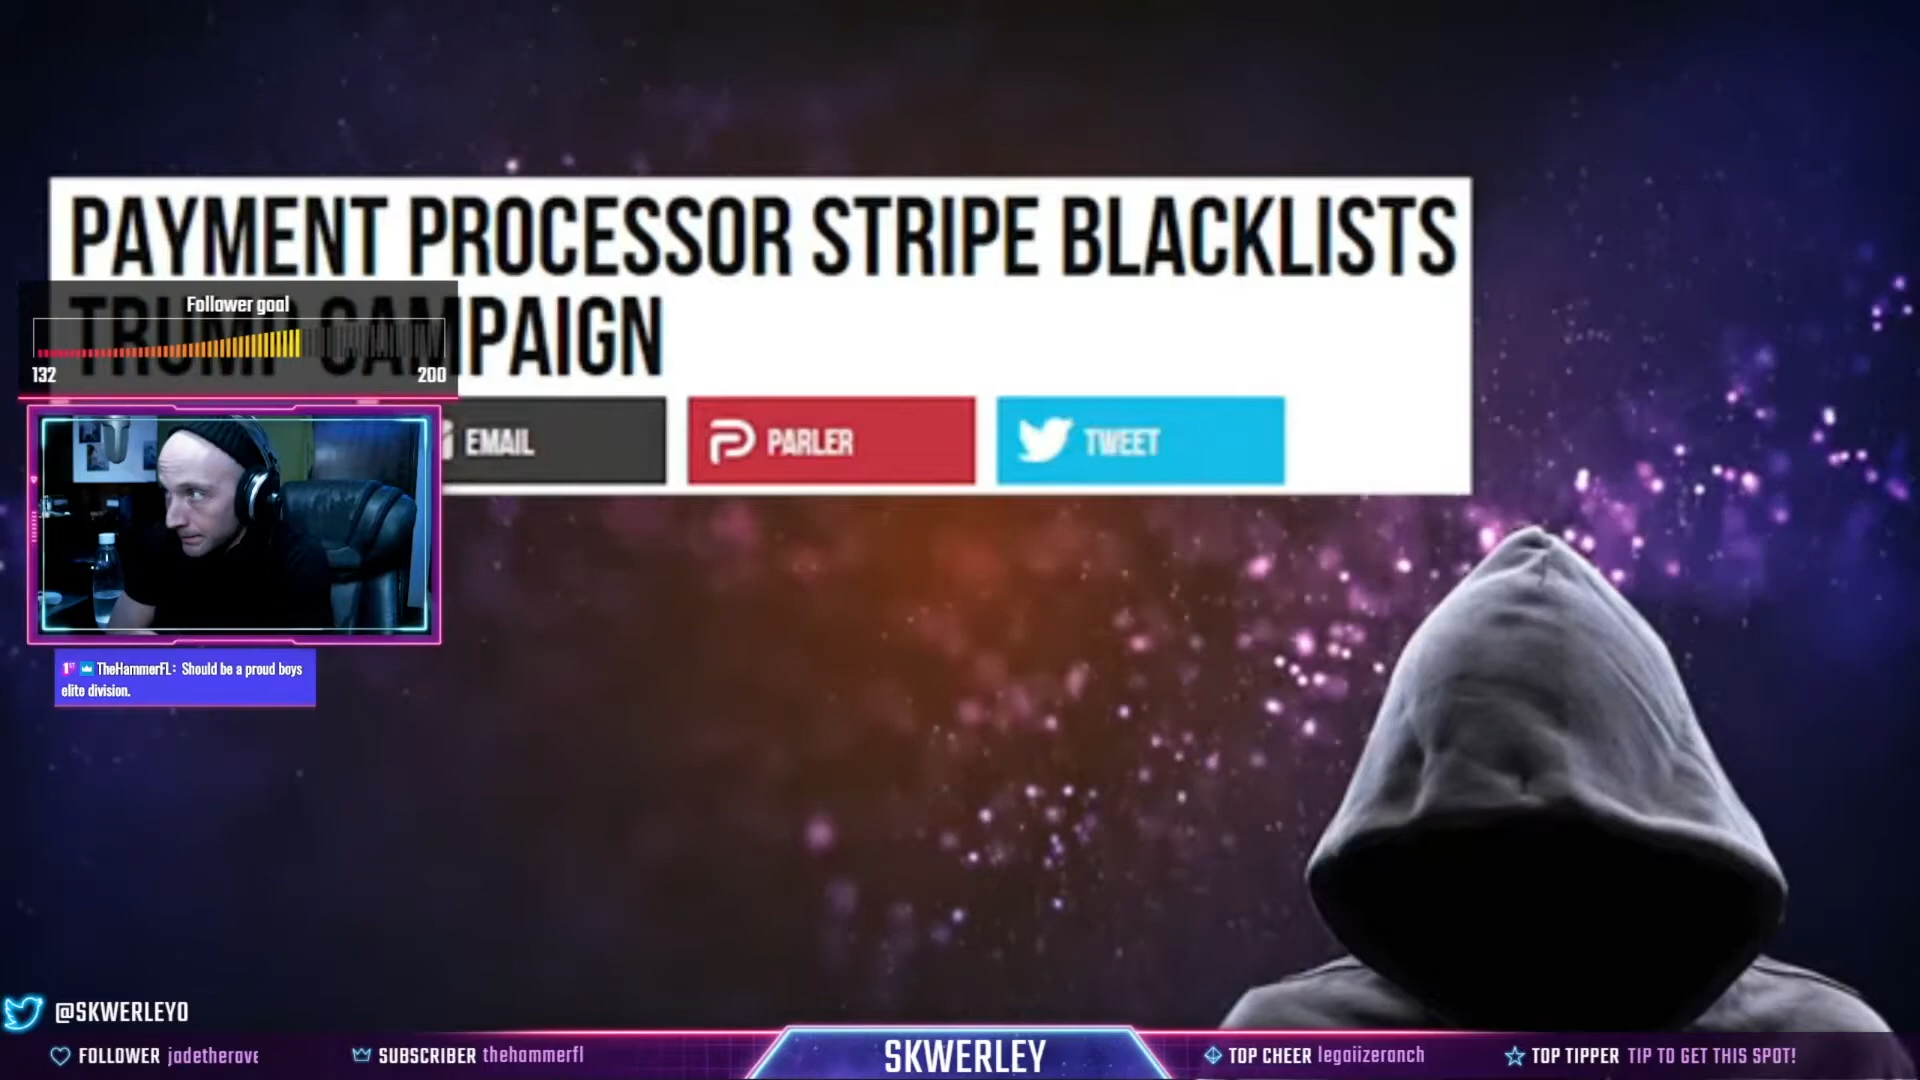 PAYMENT PROCESSOR STRIPE BLACKLISTS
TRUMP CAMPAIGN
Follower goal
132 200
EMAIL
PARLER
TWEET
1ST TheHammerFL: Should be a proud boys
elite division.
@SKWERLEYO
FOLLOWER jadetherave
SUBSCRIBER thehammerfl
SKWERLEY
TOP CHEER legaiizeranch
TOP TIPPER TIP TO GET THIS SPOT!